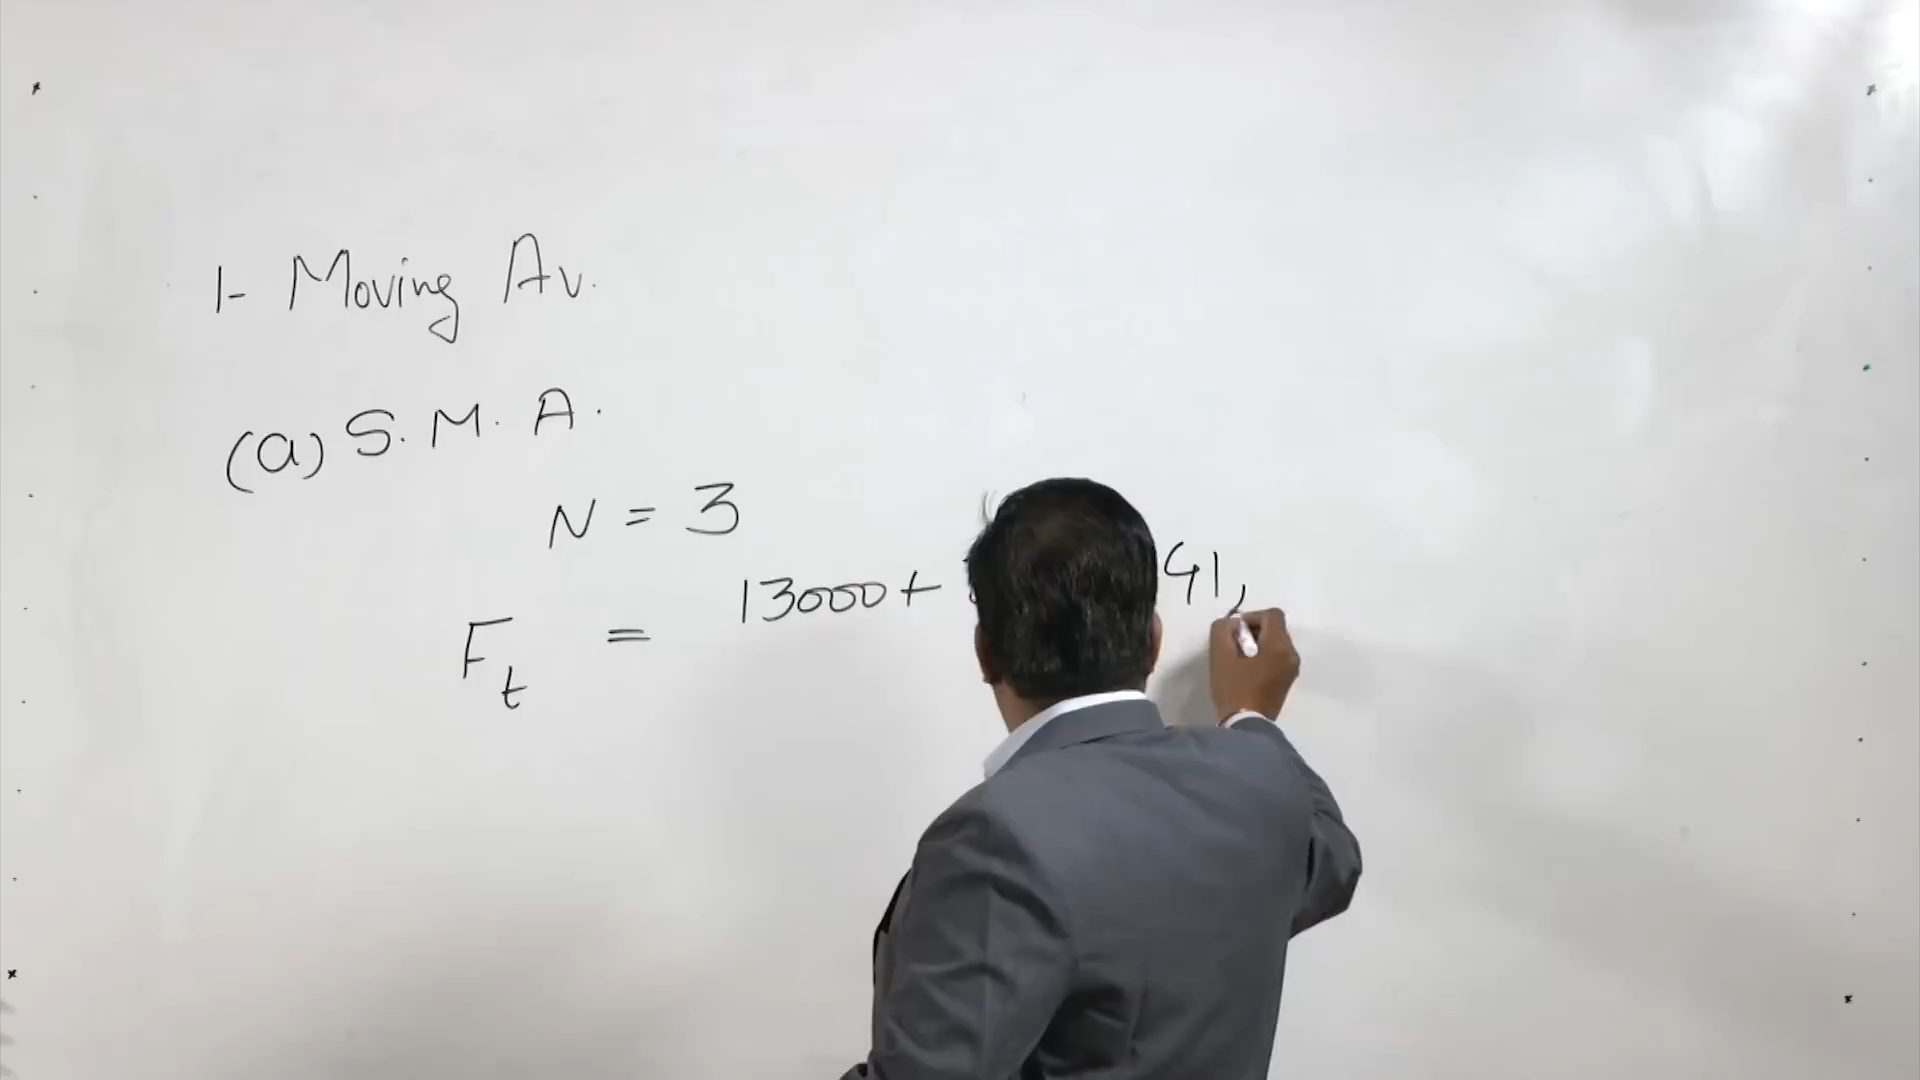 1- Moving Av.
(a) S. M. A.
N = 3
Ft = 13000+ 41,